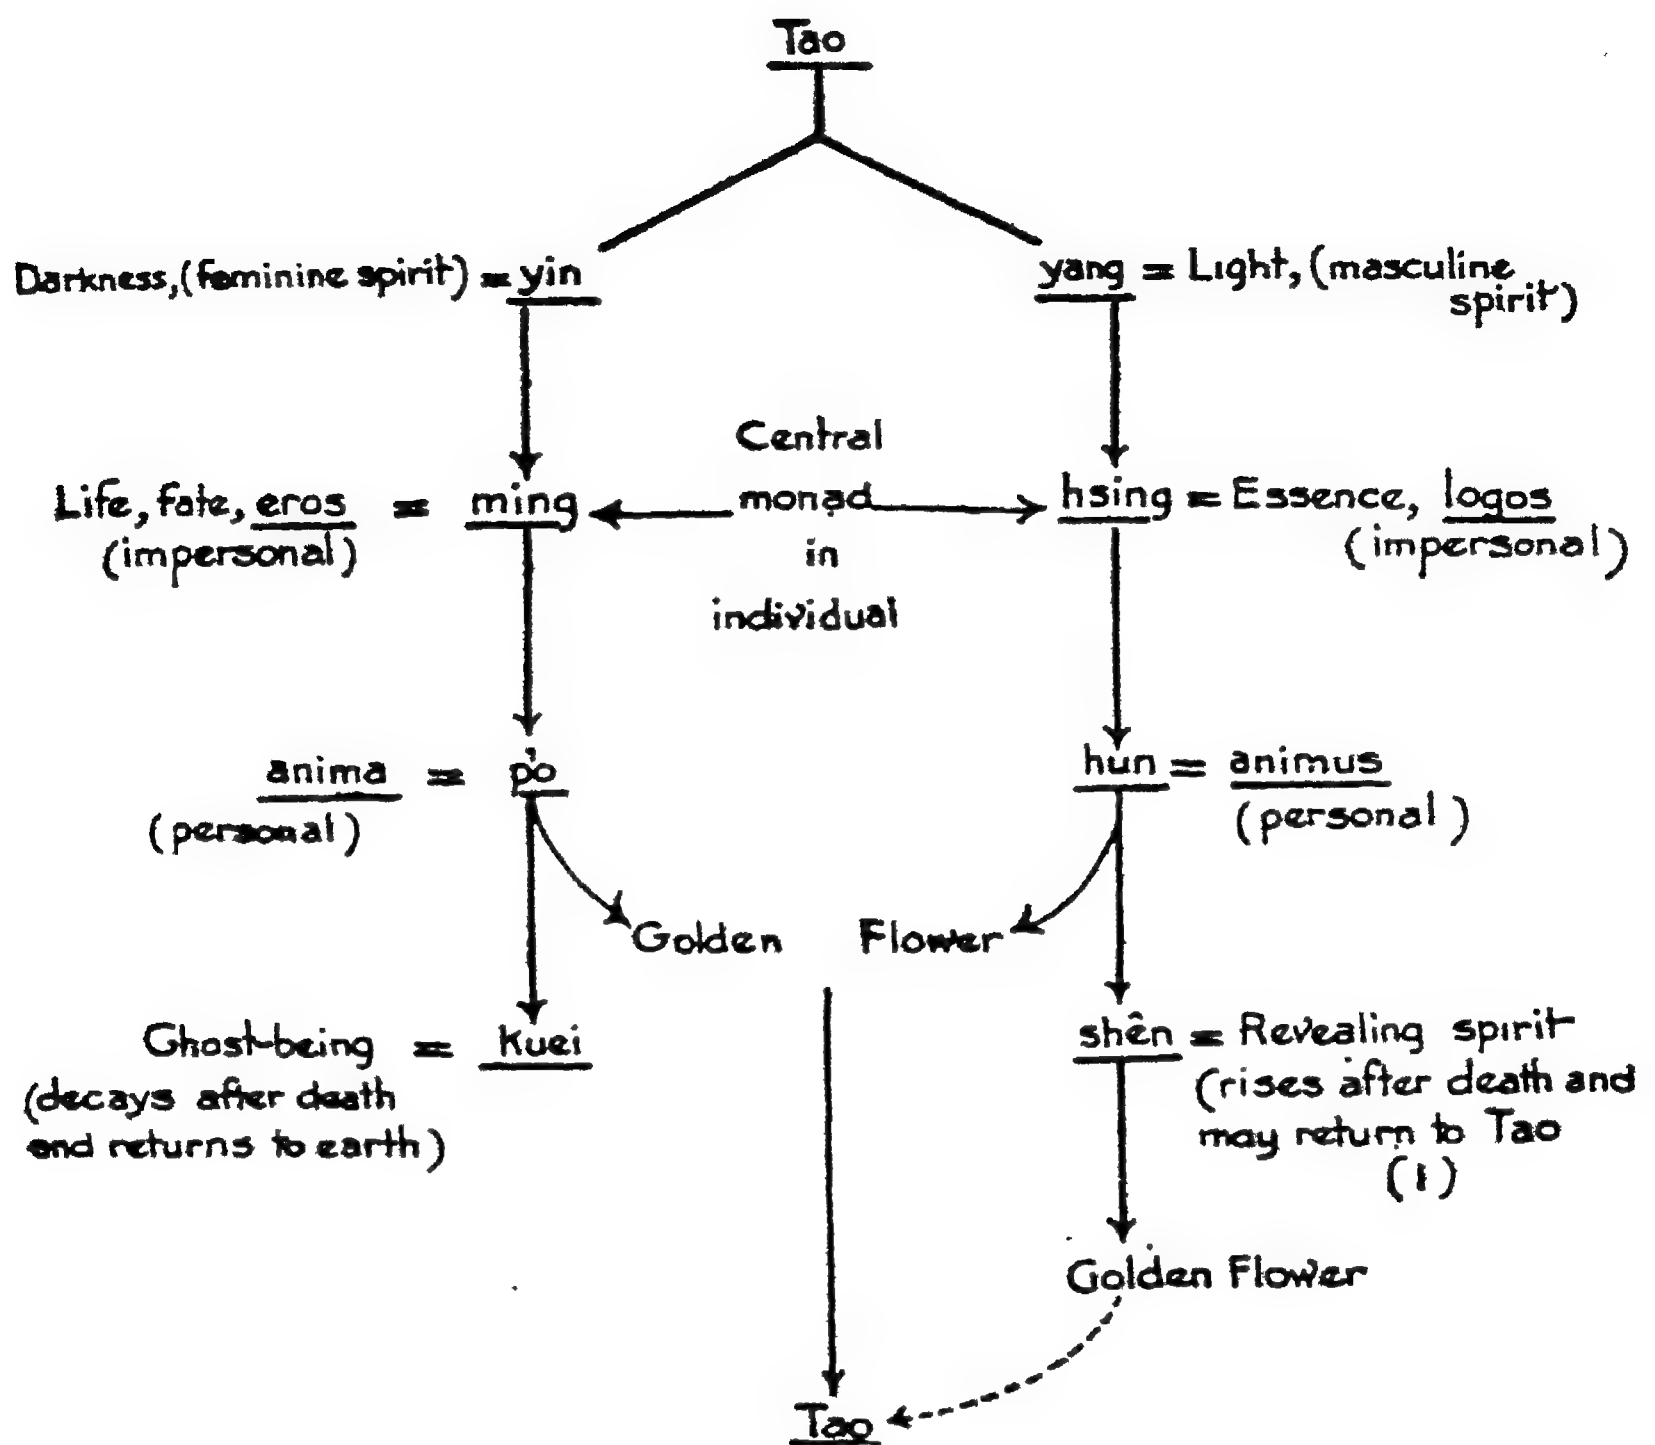 Tao
Darkness, (feminine spirit) = yin
yang = Light, (masculine
spirit)
Central
monad
in
individual
Life, fate, eros = ming
(impersonal)
hsing = Essence, logos
(impersonal)
anima = p'o
(personal)
hun = animus
(personal)
Golden Flower
Ghost-being = kuei
(decays after death
and returns to earth)
shên = Revealing spirit
(rises after death and
may return to Tao
(1)
Golden Flower
Tao